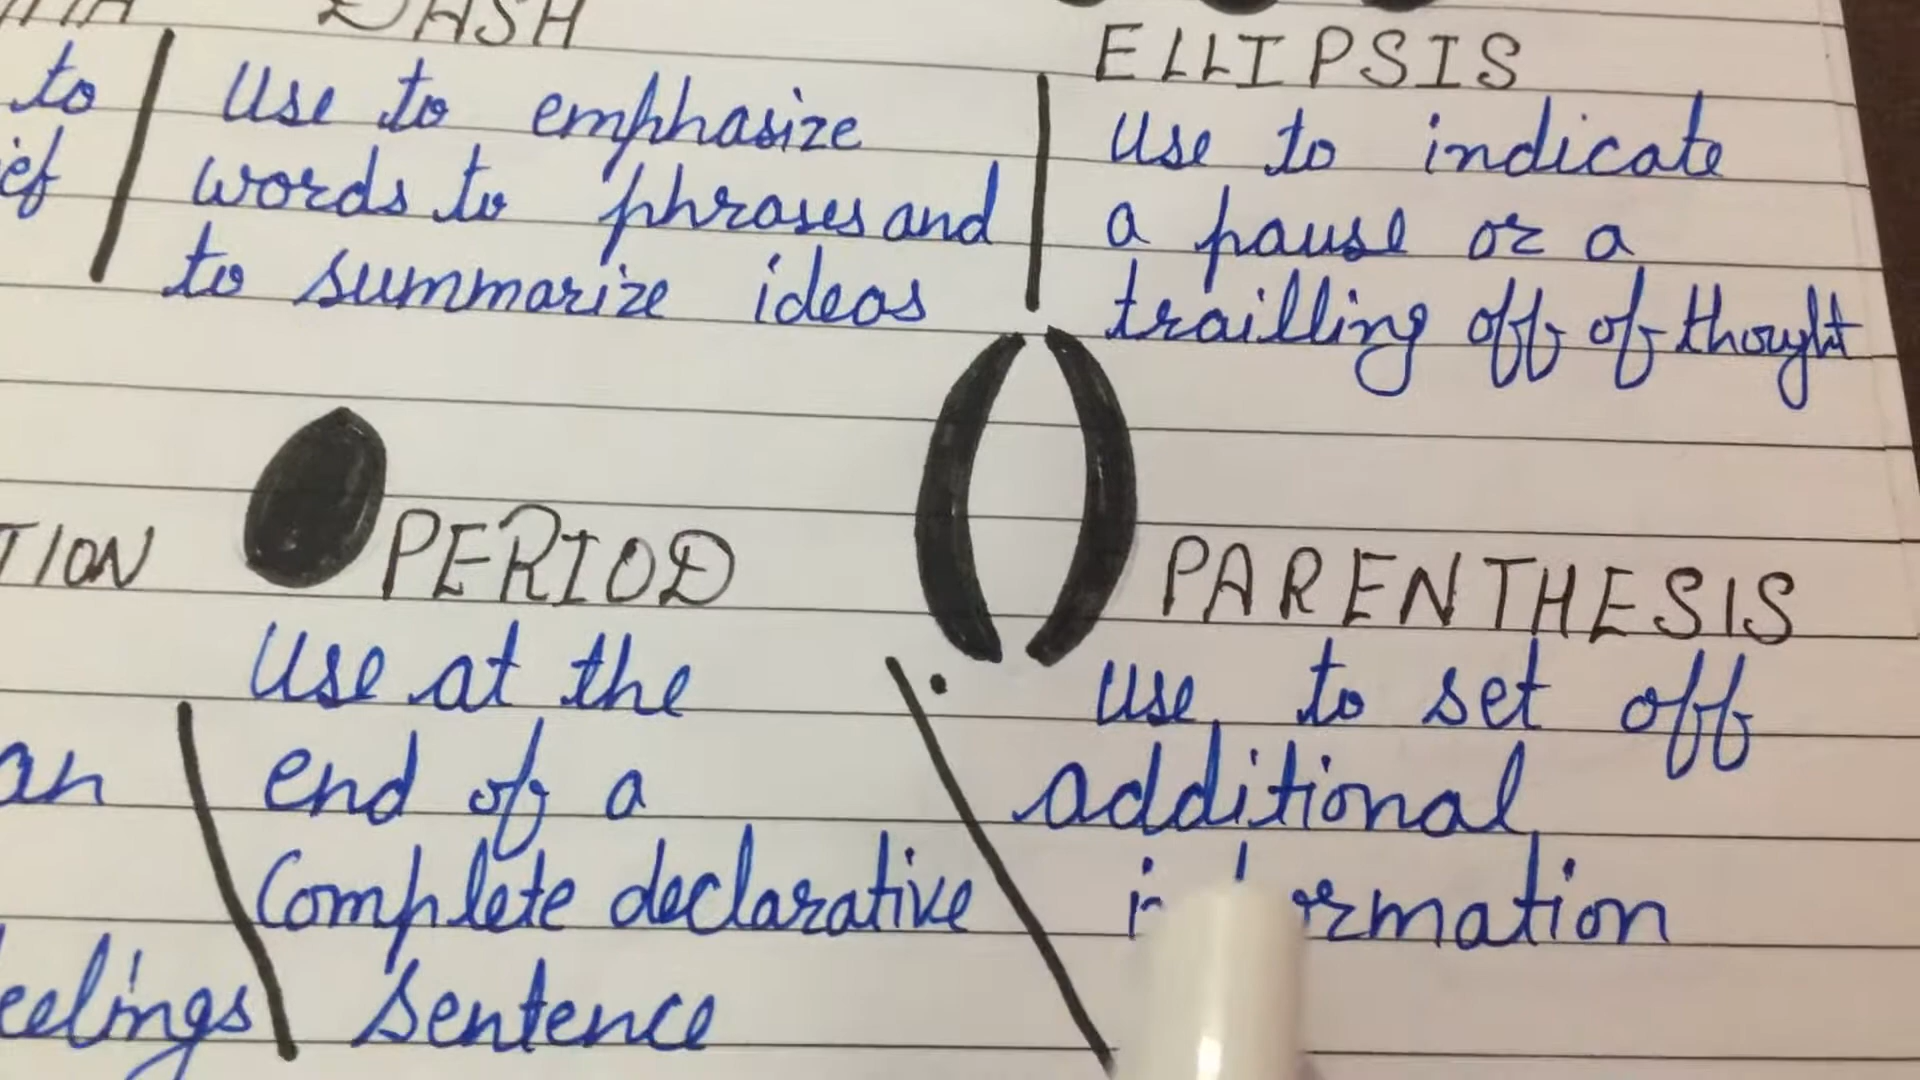 DASH
Use to emphasize
words to phrases and
to summarize ideas
ELLIPSIS
Use to indicate
a pause or a
trailling off of thought
to
TION
PERIOD
Use at the
end of a
Complete declarative
Sentence
an
eelings
PARENTHESIS
Use to set off
additional